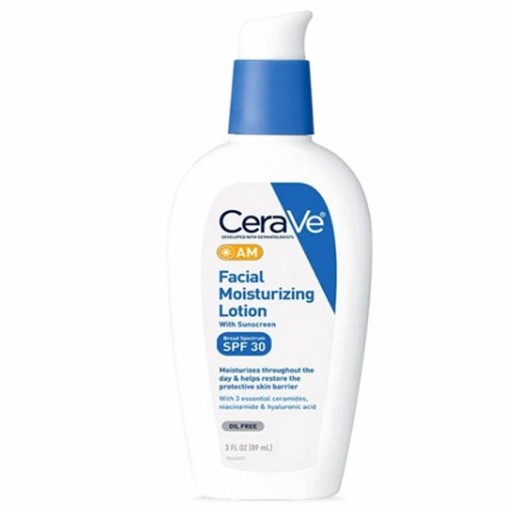 CeraVe
DEVELOPED WITH DERMATOLOGISTS
AM
Facial
Moisturizing
Lotion
With Sunscreen
Broad Spectrum
SPF 30
Moisturizes throughout the
day & helps restore the
protective skin barrier
With 3 essential ceramides,
niacinamide & hyaluronic acid
OIL FREE
3 FL OZ (89 mL)